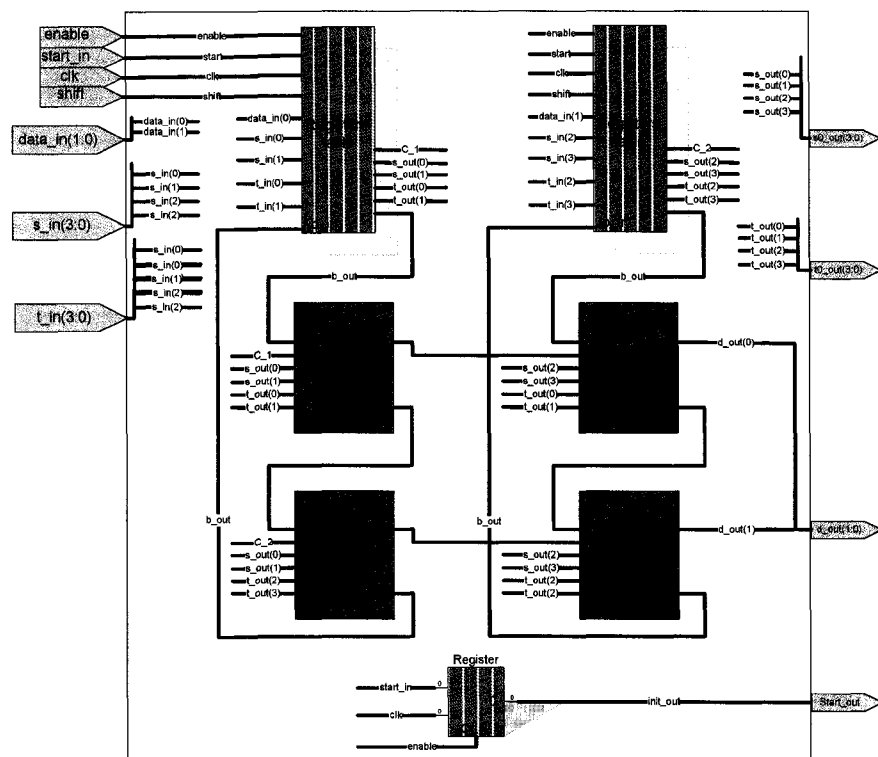 enable
start_in
clk
shift
data_in(1:0)
s_in(3:0)
t_in(3:0)
enable
start
clk
shift
data_in(0)
data_in(1)
s_in(0)
s_in(1)
s_in(2)
s_in(2)
s_in(0)
s_in(0)
s_in(1)
s_in(2)
s_in(2)
data_in(0)
s_in(0)
s_in(1)
t_in(0)
t_in(1)
C_1
s_out(0)
s_out(1)
t_out(0)
t_out(1)
b_out
enable
start
clk
shift
data_in(1)
s_in(2)
s_in(3)
t_in(2)
t_in(3)
C_2
s_out(2)
s_out(3)
t_out(2)
t_out(3)
b_out
s_out(0)
s_out(1)
s_out(2)
s_out(3)
s0_out(3:0)
t_out(0)
t_out(1)
t_out(2)
t_out(3)
t0_out(3:0)
C_1
s_out(0)
s_out(1)
t_out(0)
t_out(1)
s_out(2)
s_out(3)
t_out(0)
t_out(1)
d_out(0)
b_out
C_2
s_out(0)
s_out(1)
t_out(2)
t_out(3)
b_out
s_out(2)
s_out(3)
t_out(2)
t_out(3)
d_out(1)
d_out(1:0)
Register
start_in
0
clk
0
enable
0
init_out
Start_out